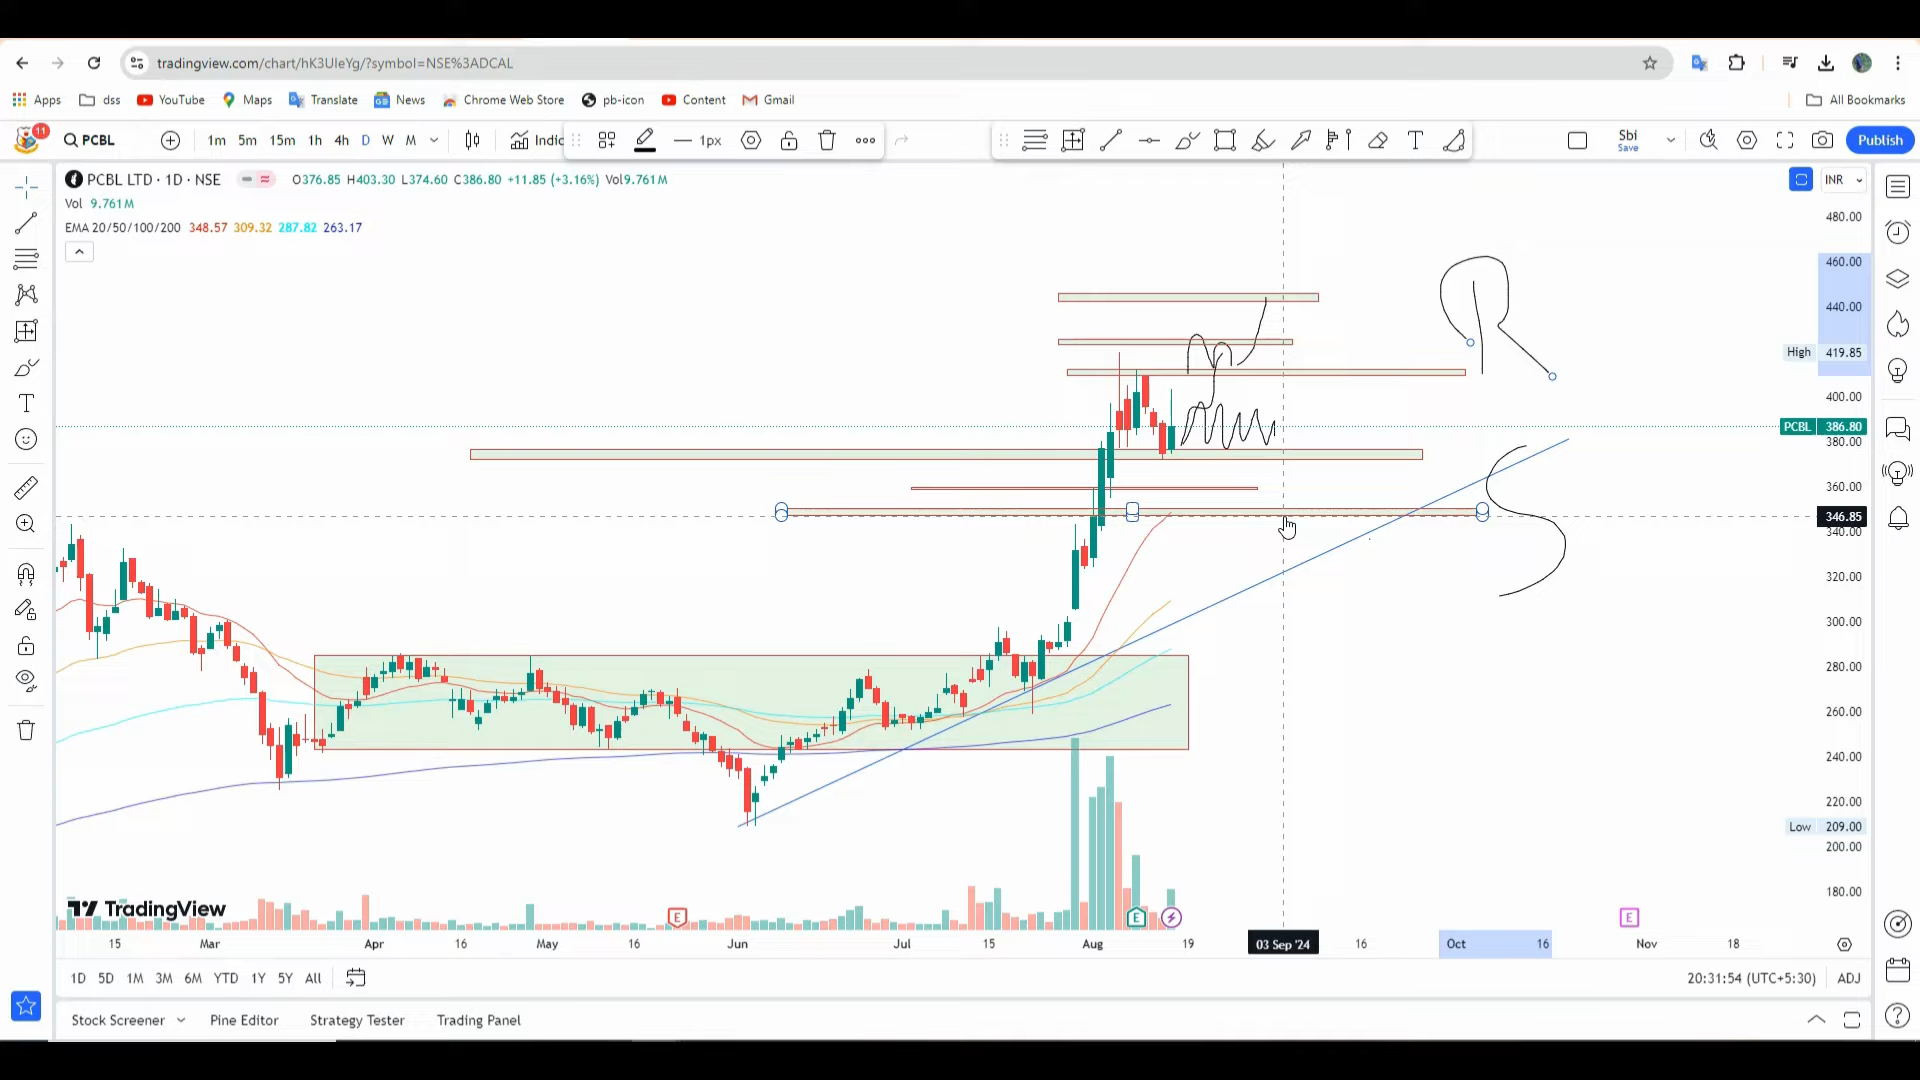 tradingview.com/chart/hK3UIeYg/?symbol=NSE%3ADCAL
Apps dss YouTube Maps Translate News Chrome Web Store pb-icon Content Gmail All Bookmarks
11 PCBL 1m 5m 15m 1h 4h D W M Indic 1px T Sbi Save Publish
PCBL LTD · 1D · NSE O376.85 H403.30 L374.60 C386.80 +11.85 (+3.16%) Vol9.761M INR
Vol 9.761M
EMA 20/50/100/200 348.57 309.32 287.82 263.17
480.00
460.00
440.00
High 419.85
400.00
PCBL 386.80
380.00
360.00
346.85
340.00
320.00
300.00
280.00
260.00
240.00
220.00
Low 209.00
200.00
180.00
R
S
TradingView
E E E
15 Mar Apr 16 May 16 Jun Jul 15 Aug 19 03 Sep '24 16 Oct 16 Nov 18
1D 5D 1M 3M 6M YTD 1Y 5Y All 20:31:54 (UTC+5:30) ADJ
Stock Screener Pine Editor Strategy Tester Trading Panel